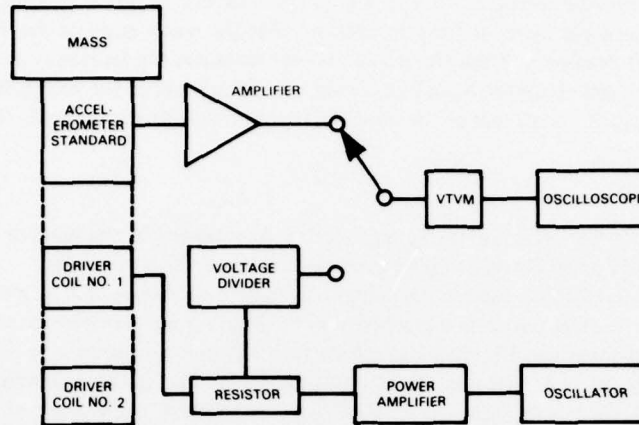 MASS
ACCEL-
EROMETER
STANDARD
AMPLIFIER
VTVM
OSCILLOSCOPE
DRIVER
COIL NO. 1
VOLTAGE
DIVIDER
DRIVER
COIL NO. 2
RESISTOR
POWER
AMPLIFIER
OSCILLATOR